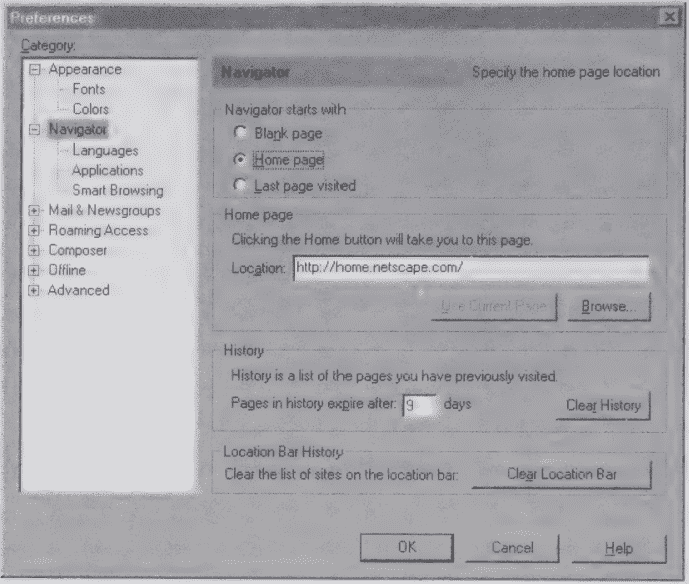 Preferences
Category:
Appearance
Fonts
Colors
Navigator
Languages
Applications
Smart Browsing
Mail & Newsgroups
Roaming Access
Composer
Offline
Advanced
Navigator Specify the home page location
Navigator starts with
Blank page
Home page
Last page visited
Home page
Clicking the Home button will take you to this page.
Location: http://home.netscape.com/
Use Current Page Browse...
History
History is a list of the pages you have previously visited.
Pages in history expire after: 9 days Clear History
Location Bar History
Clear the list of sites on the location bar: Clear Location Bar
OK Cancel Help